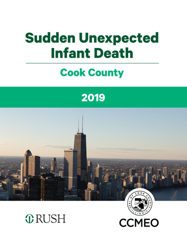 Sudden Unexpected
Infant Death
Cook County
2019
RUSH
CCMEO